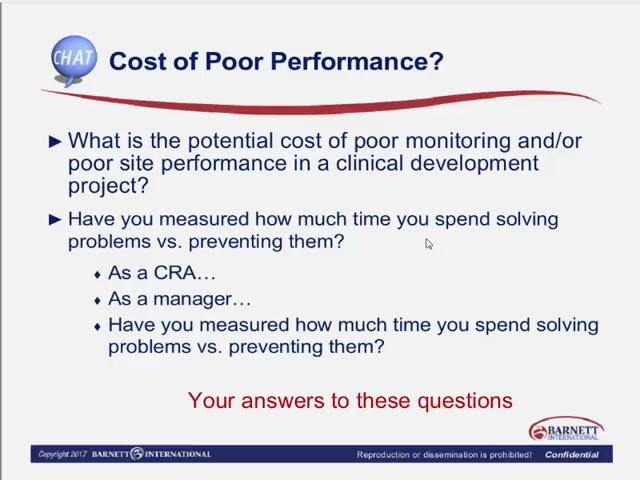 CHAT
Cost of Poor Performance?
What is the potential cost of poor monitoring and/or
poor site performance in a clinical development
project?
Have you measured how much time you spend solving
problems vs. preventing them?
As a CRA…
As a manager…
Have you measured how much time you spend solving
problems vs. preventing them?
Your answers to these questions
BARNETT
INTERNATIONAL
Copyright 2017 BARNETT INTERNATIONAL Reproduction or dissemination is prohibited! Confidential